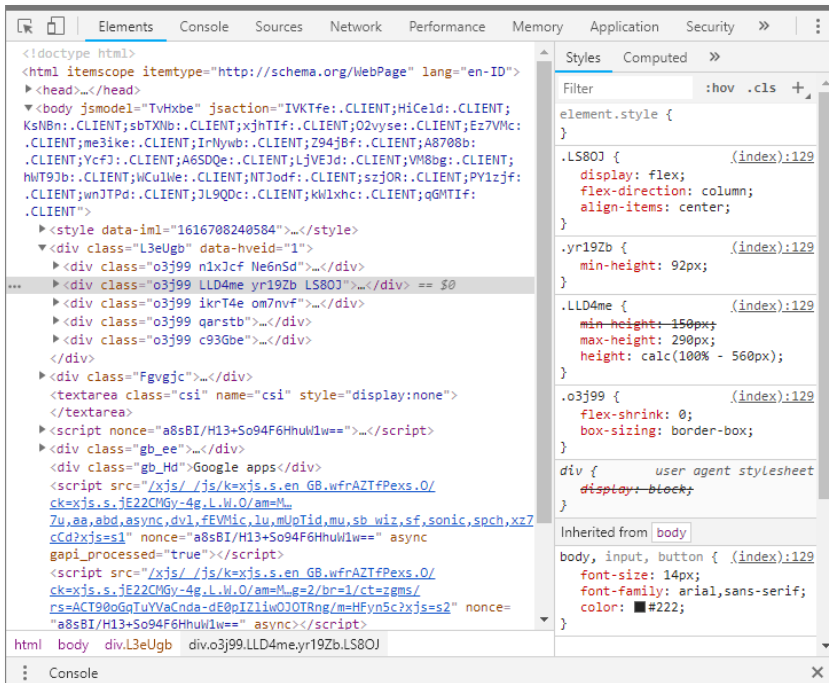 Elements Console Sources Network Performance Memory Application Security »
<!doctype html>
<html itemscope itemtype="http://schema.org/WebPage" lang="en-ID">
<head>…</head>
<body jsmodel="TvHxbe" jsaction="IVKTfe:.CLIENT;HiCeld:.CLIENT;
KsNBn:.CLIENT;sbTXNb:.CLIENT;xjhTIf:.CLIENT;O2vyse:.CLIENT;Ez7VMc:
.CLIENT;me3ike:.CLIENT;IrNywb:.CLIENT;Z94jBf:.CLIENT;A8708b:
.CLIENT;YcfJ:.CLIENT;A6SDQe:.CLIENT;LjVEJd:.CLIENT;VM8bg:.CLIENT;
hWT9Jb:.CLIENT;WCulWe:.CLIENT;NTJodf:.CLIENT;szjOR:.CLIENT;PY1zjf:
.CLIENT;wnJTPd:.CLIENT;JL9QDc:.CLIENT;kWlxhc:.CLIENT;qGMTIf:
.CLIENT">
<style data-iml="1616708240584">…</style>
<div class="L3eUgb" data-hveid="1">
<div class="o3j99 n1xJcf Ne6nSd">…</div>
… <div class="o3j99 LLD4me yr19Zb LS8OJ">…</div> == $0
<div class="o3j99 ikrT4e om7nvf">…</div>
<div class="o3j99 qarstb">…</div>
<div class="o3j99 c93Gbe">…</div>
</div>
<div class="Fgvgjc">…</div>
<textarea class="csi" name="csi" style="display:none">
</textarea>
<script nonce="a8sBI/H13+So94F6HhuW1w==">…</script>
<div class="gb_ee">…</div>
<div class="gb_Hd">Google apps</div>
<script src="/xjs/_/js/k=xjs.s.en_GB.wfrAZTfPexs.O/
ck=xjs.s.jE22CMGy-4g.L.W.O/am=M…
7u,aa,abd,async,dvl,fEVMic,lu,mUpTid,mu,sb_wiz,sf,sonic,spch,xz7
cCd?xjs=s1" nonce="a8sBI/H13+So94F6HhuW1w==" async
gapi_processed="true"></script>
<script src="/xjs/_/js/k=xjs.s.en_GB.wfrAZTfPexs.O/
ck=xjs.s.jE22CMGy-4g.L.W.O/am=M…g=2/br=1/ct=zgms/
rs=ACT90oGqTuYVaCnda-dE0pIZliwOJOTRng/m=HFyn5c?xjs=s2" nonce=
"a8sBI/H13+So94F6HhuW1w==" async></script>
html body div.L3eUgb div.o3j99.LLD4me.yr19Zb.LS8OJ
Styles Computed »
Filter :hov .cls +
element.style {
}
.LS8OJ { (index):129
display: flex;
flex-direction: column;
align-items: center;
}
.yr19Zb { (index):129
min-height: 92px;
}
.LLD4me { (index):129
min-height: 150px;
max-height: 290px;
height: calc(100% - 560px);
}
.o3j99 { (index):129
flex-shrink: 0;
box-sizing: border-box;
}
div { user agent stylesheet
display: block;
}
Inherited from body
body, input, button { (index):129
font-size: 14px;
font-family: arial,sans-serif;
color: #222;
}
Console